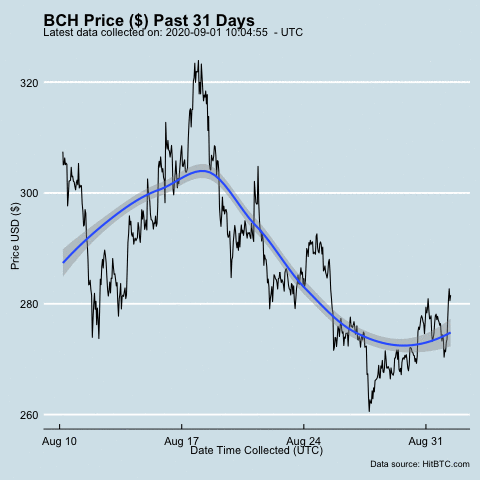 BCH Price ($) Past 31 Days
Latest data collected on: 2020-09-01 10:04:55  - UTC
320
300
280
260
Price USD ($)
Aug 10
Aug 17
Aug 24
Aug 31
Date Time Collected (UTC)
Data source: HitBTC.com